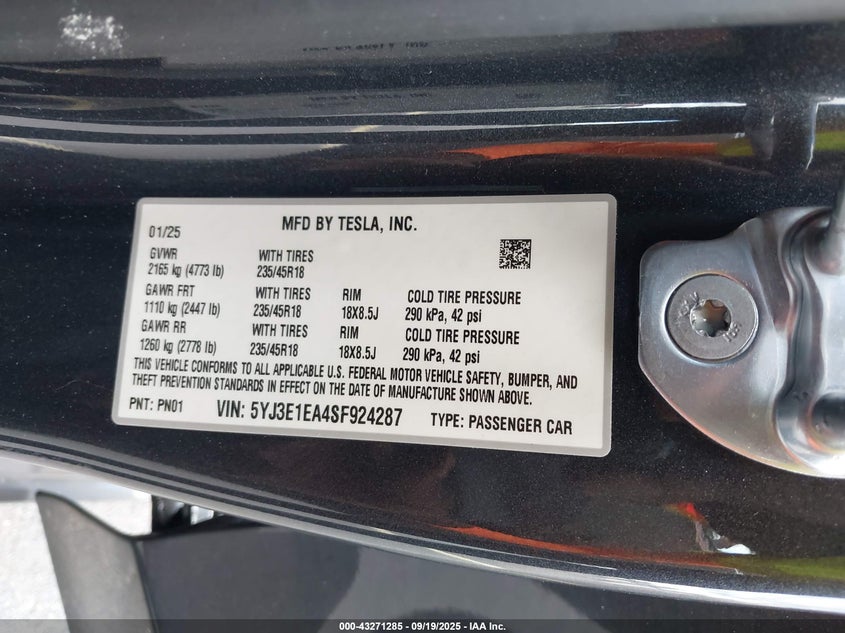 MFD BY TESLA, INC.
01/25
GVWR WITH TIRES
2165 kg (4773 lb) 235/45R18
GAWR FRT WITH TIRES RIM COLD TIRE PRESSURE
1110 kg (2447 lb) 235/45R18 18X8.5J 290 kPa, 42 psi
GAWR RR WITH TIRES RIM COLD TIRE PRESSURE
1260 kg (2778 lb) 235/45R18 18X8.5J 290 kPa, 42 psi
THIS VEHICLE CONFORMS TO ALL APPLICABLE U.S. FEDERAL MOTOR VEHICLE SAFETY, BUMPER, AND
THEFT PREVENTION STANDARDS IN EFFECT ON THE DATE OF MANUFACTURE SHOWN ABOVE.
PNT: PN01 VIN: 5YJ3E1EA4SF924287 TYPE: PASSENGER CAR
000-43271285 - 09/19/2025 - IAA Inc.